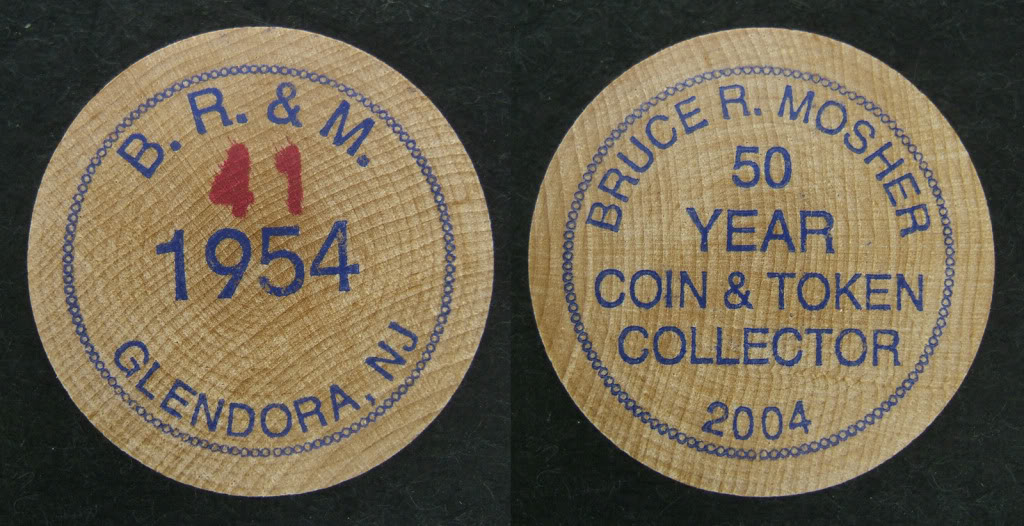 B. R. & M.
41
1954
GLENDORA, NJ
BRUCE R. MOSHER
50
YEAR
COIN & TOKEN
COLLECTOR
2004